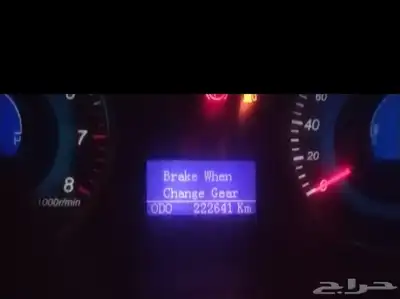 60
40
7
20
Brake When
8
Change Gear
0
1000r/min
ODO 222641 Km
حراج